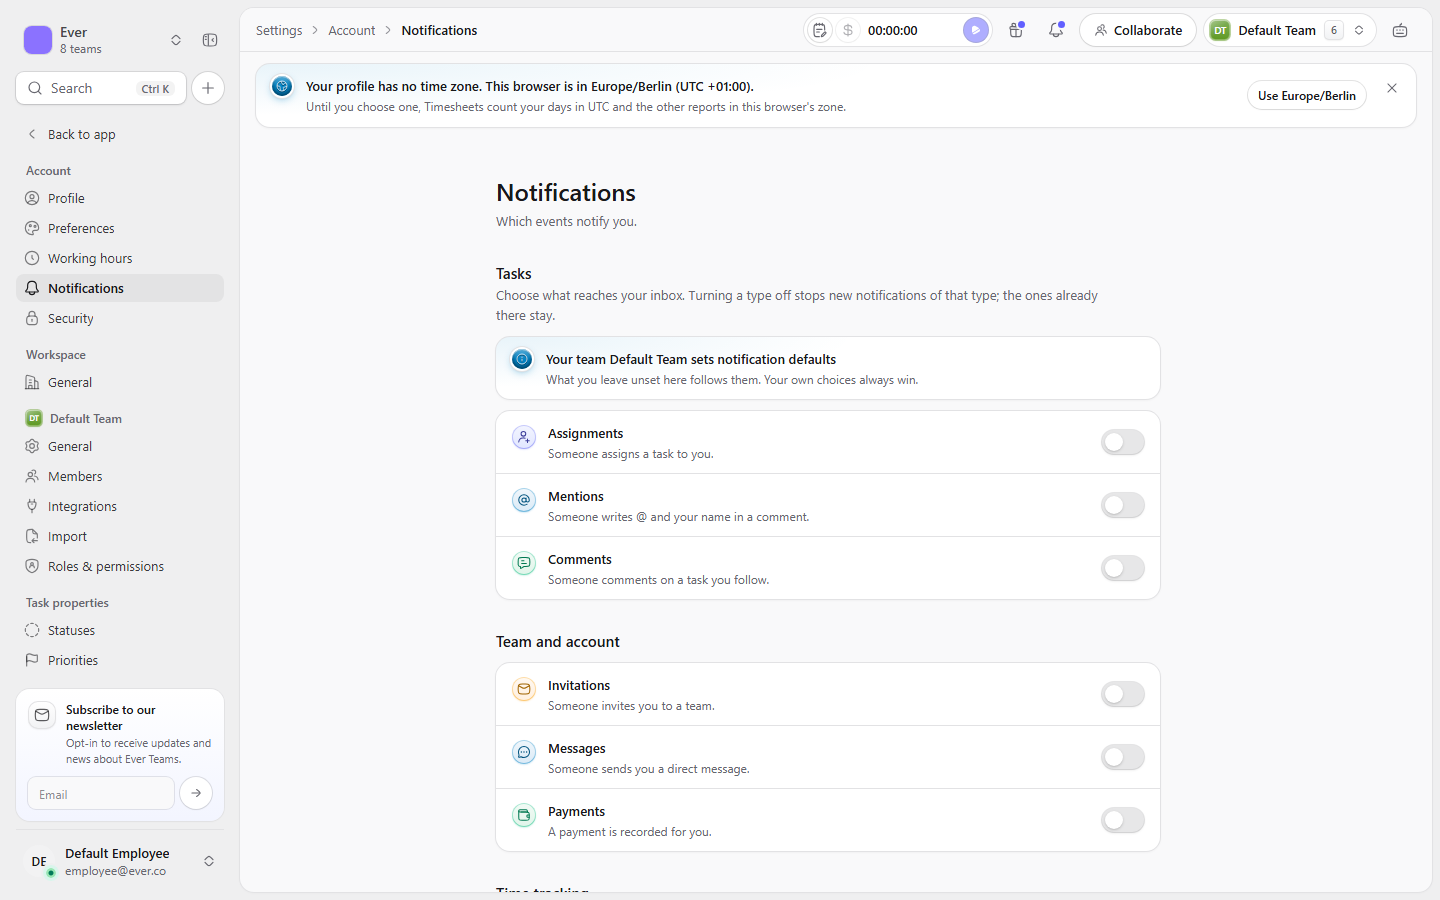 Ever
8 teams
Search
Ctrl K
Back to app
Account
Profile
Preferences
Working hours
Notifications
Security
Workspace
General
DT
Default Team
General
Members
Integrations
Import
Roles & permissions
Task properties
Statuses
Priorities
Subscribe to our
newsletter
Opt-in to receive updates and
news about Ever Teams.
Email
DE
Default Employee
employee@ever.co
Settings
Account
Notifications
00:00:00
Collaborate
DT
Default Team
6
Your profile has no time zone. This browser is in Europe/Berlin (UTC +01:00).
Until you choose one, Timesheets count your days in UTC and the other reports in this browser's zone.
Use Europe/Berlin
Notifications
Which events notify you.
Tasks
Choose what reaches your inbox. Turning a type off stops new notifications of that type; the ones already
there stay.
Your team Default Team sets notification defaults
What you leave unset here follows them. Your own choices always win.
Assignments
Someone assigns a task to you.
Mentions
Someone writes @ and your name in a comment.
Comments
Someone comments on a task you follow.
Team and account
Invitations
Someone invites you to a team.
Messages
Someone sends you a direct message.
Payments
A payment is recorded for you.
Time tracking